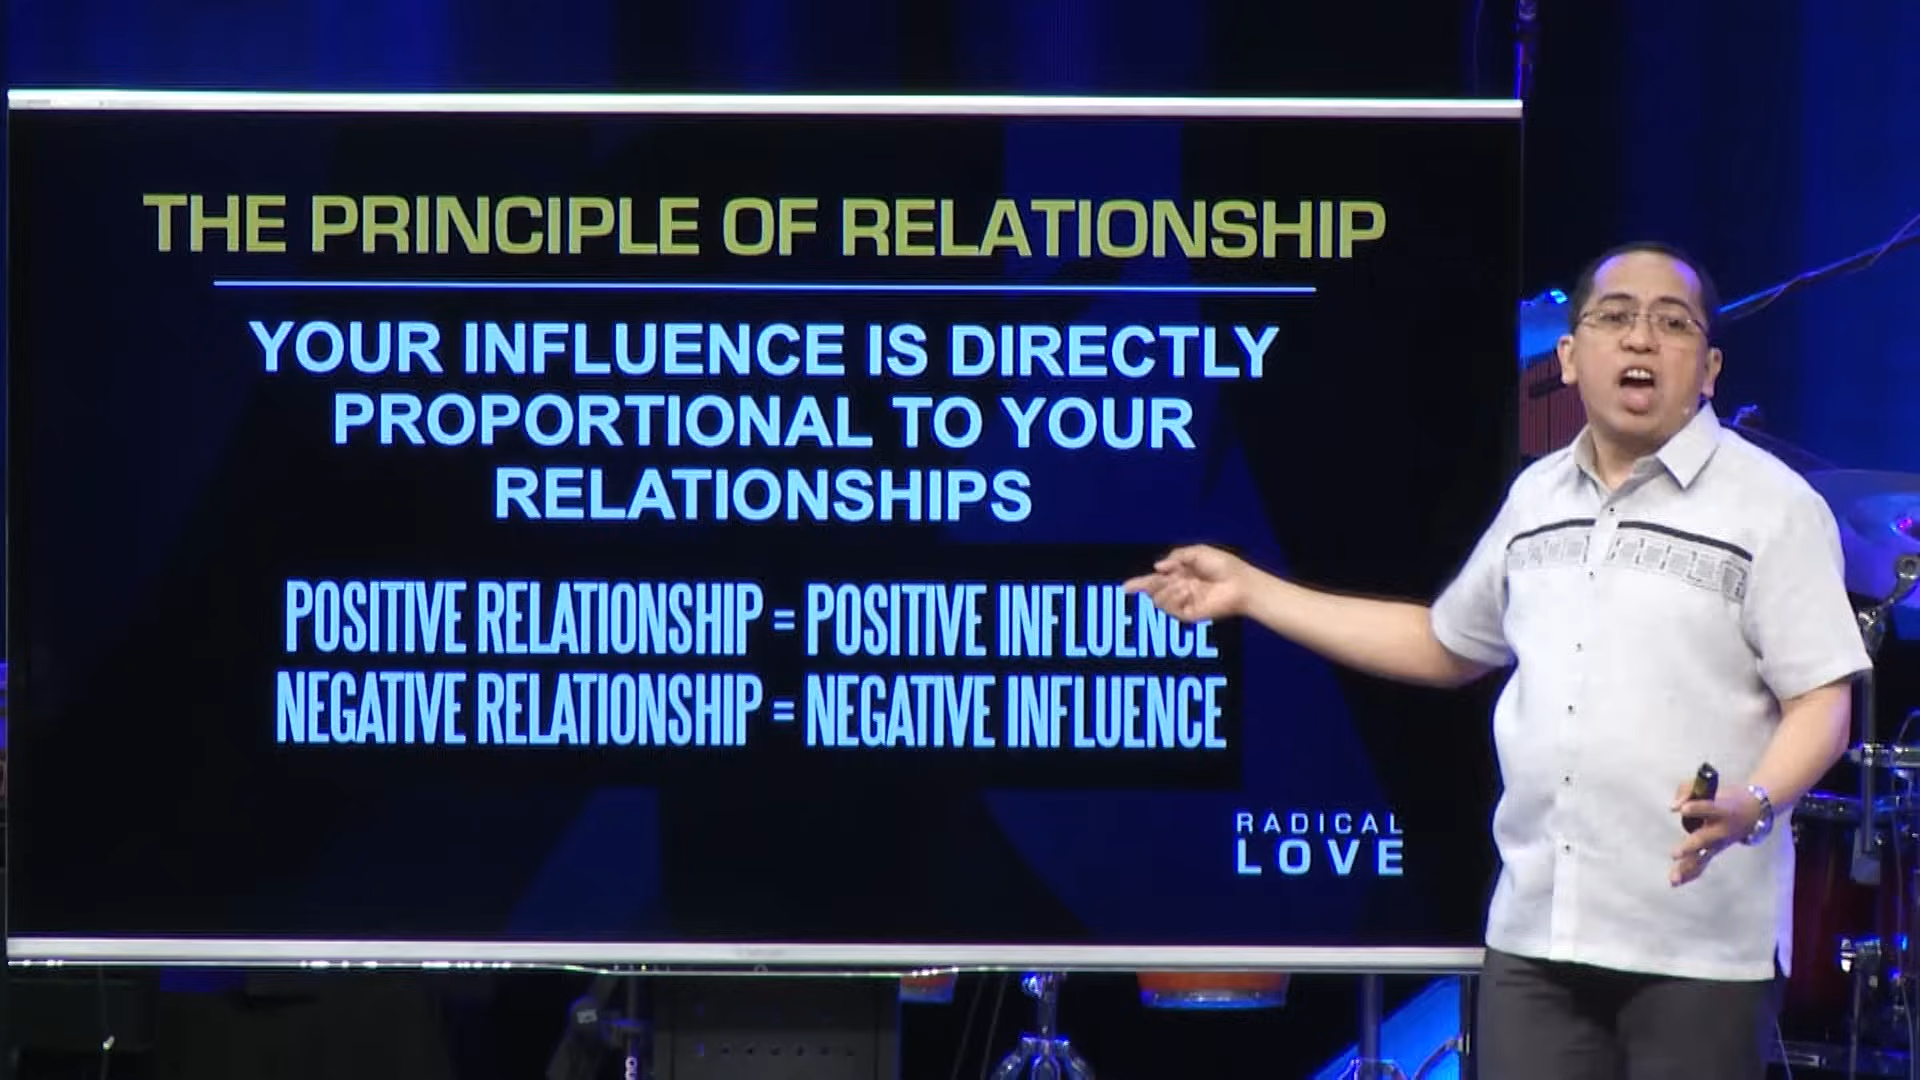 THE PRINCIPLE OF RELATIONSHIP
YOUR INFLUENCE IS DIRECTLY
PROPORTIONAL TO YOUR
RELATIONSHIPS
POSITIVE RELATIONSHIP = POSITIVE INFLUENCE
NEGATIVE RELATIONSHIP = NEGATIVE INFLUENCE
RADICAL
LOVE